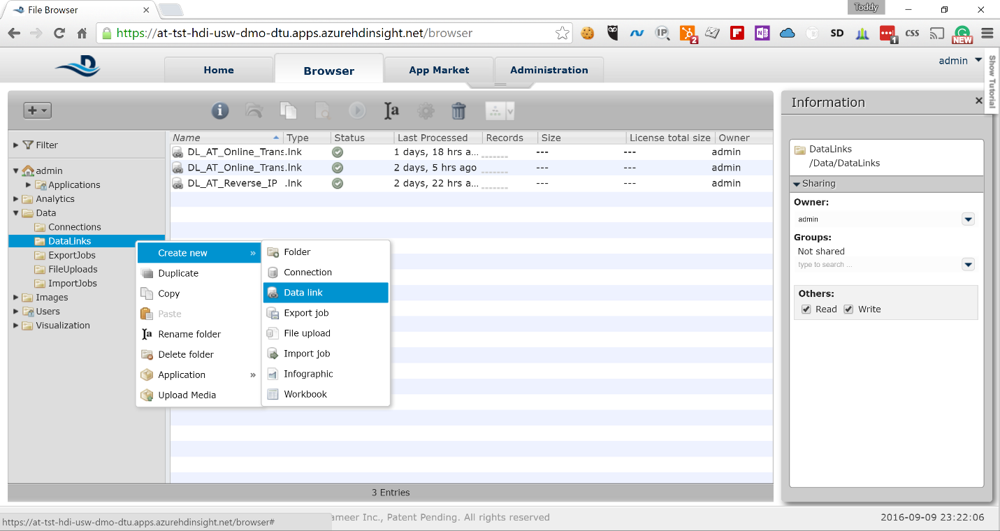 File Browser
Toddy
https://at-tst-hdi-usw-dmo-dtu.apps.azurehdinsight.net/browser
IP
2
N
SD
1
CSS
NEW
D
Home
Browser
App Market
Administration
admin
Show Tutorial
Information
Filter
Name
Type
Status
Last Processed
Records
Size
License total size
Owner
DL_AT_Online_Trans .lnk 1 days, 18 hrs a... --- --- admin
DL_AT_Online_Trans .lnk 2 days, 5 hrs ago --- --- admin
DL_AT_Reverse_IP .lnk 2 days, 22 hrs a... --- --- admin
admin
Applications
Analytics
Data
Connections
DataLinks
ExportJobs
FileUploads
ImportJobs
Images
Users
Visualization
Create new »
Duplicate
Copy
Paste
Rename folder
Delete folder
Application »
Upload Media
Folder
Connection
Data link
Export job
File upload
Import job
Infographic
Workbook
DataLinks
/Data/DataLinks
Sharing
Owner:
admin
Groups:
Not shared
type to search ...
Others:
Read Write
3 Entries
https://at-tst-hdi-usw-dmo-dtu.apps.azurehdinsight.net/browser#
ameer Inc., Patent Pending. All rights reserved
2016-09-09 23:22:06